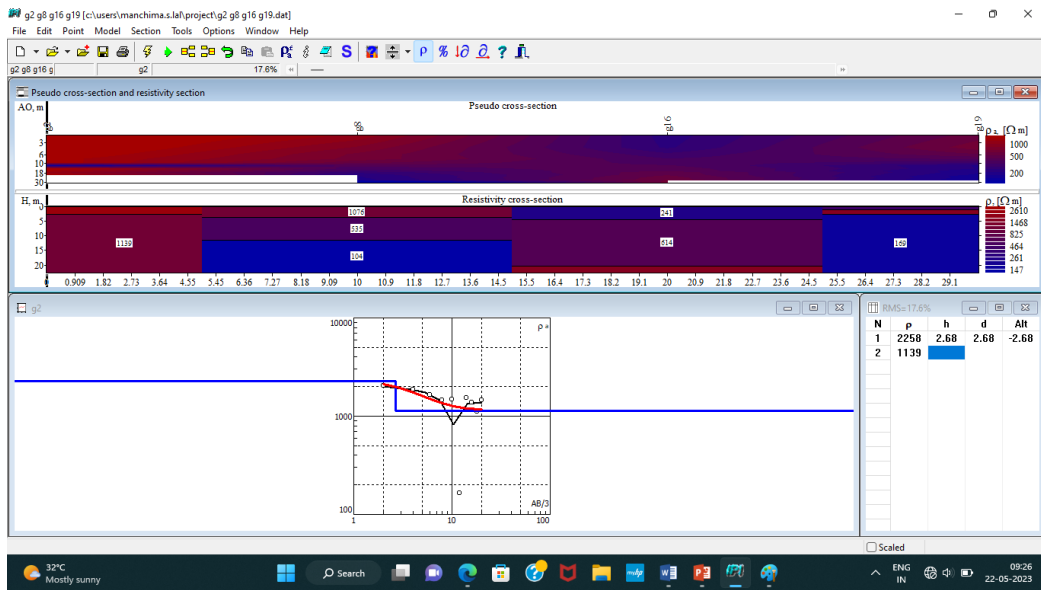 g2 g8 g16 g19 [c:\users\manchima.s.lal\project\g2 g8 g16 g19.dat]
File Edit Point Model Section Tools Options Window Help
g2 g8 g16 g g2 17.6%
Pseudo cross-section and resistivity section
AO, m Pseudo cross-section
g8 g16 g19 ρ a, [Ω m]
3 1000
6 500
10
18 200
30
H, m Resistivity cross-section ρ, [Ω m]
0 1076 241 2610
5 1468
535 825
10 1139 614 169 464
15 104 261
20 147
0 0.909 1.82 2.73 3.64 4.55 5.45 6.36 7.27 8.18 9.09 10 10.9 11.8 12.7 13.6 14.5 15.5 16.4 17.3 18.2 19.1 20 20.9 21.8 22.7 23.6 24.5 25.5 26.4 27.3 28.2 29.1
g2
10000 ρ a
1000
100 AB/3
1 10 100
RMS=17.6%
N ρ h d Alt
1 2258 2.68 2.68 -2.68
2 1139
Scaled
32°C
Mostly sunny
Search
ENG
IN
09:26
22-05-2023